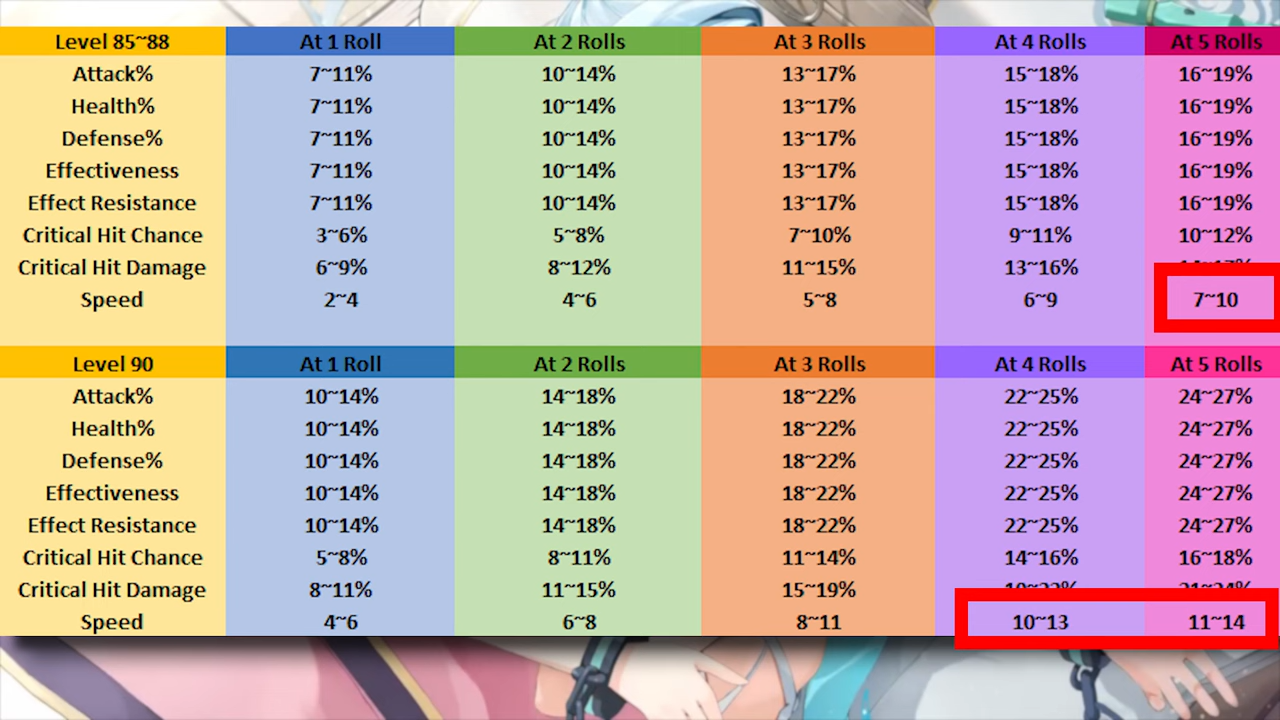 Level 85~88 At 1 Roll At 2 Rolls At 3 Rolls At 4 Rolls At 5 Rolls
Attack% 7~11% 10~14% 13~17% 15~18% 16~19%
Health% 7~11% 10~14% 13~17% 15~18% 16~19%
Defense% 7~11% 10~14% 13~17% 15~18% 16~19%
Effectiveness 7~11% 10~14% 13~17% 15~18% 16~19%
Effect Resistance 7~11% 10~14% 13~17% 15~18% 16~19%
Critical Hit Chance 3~6% 5~8% 7~10% 9~11% 10~12%
Critical Hit Damage 6~9% 8~12% 11~15% 13~16%
Speed 2~4 4~6 5~8 6~9 7~10
Level 90 At 1 Roll At 2 Rolls At 3 Rolls At 4 Rolls At 5 Rolls
Attack% 10~14% 14~18% 18~22% 22~25% 24~27%
Health% 10~14% 14~18% 18~22% 22~25% 24~27%
Defense% 10~14% 14~18% 18~22% 22~25% 24~27%
Effectiveness 10~14% 14~18% 18~22% 22~25% 24~27%
Effect Resistance 10~14% 14~18% 18~22% 22~25% 24~27%
Critical Hit Chance 5~8% 8~11% 11~14% 14~16% 16~18%
Critical Hit Damage 8~11% 11~15% 15~19%
Speed 4~6 6~8 8~11 10~13 11~14